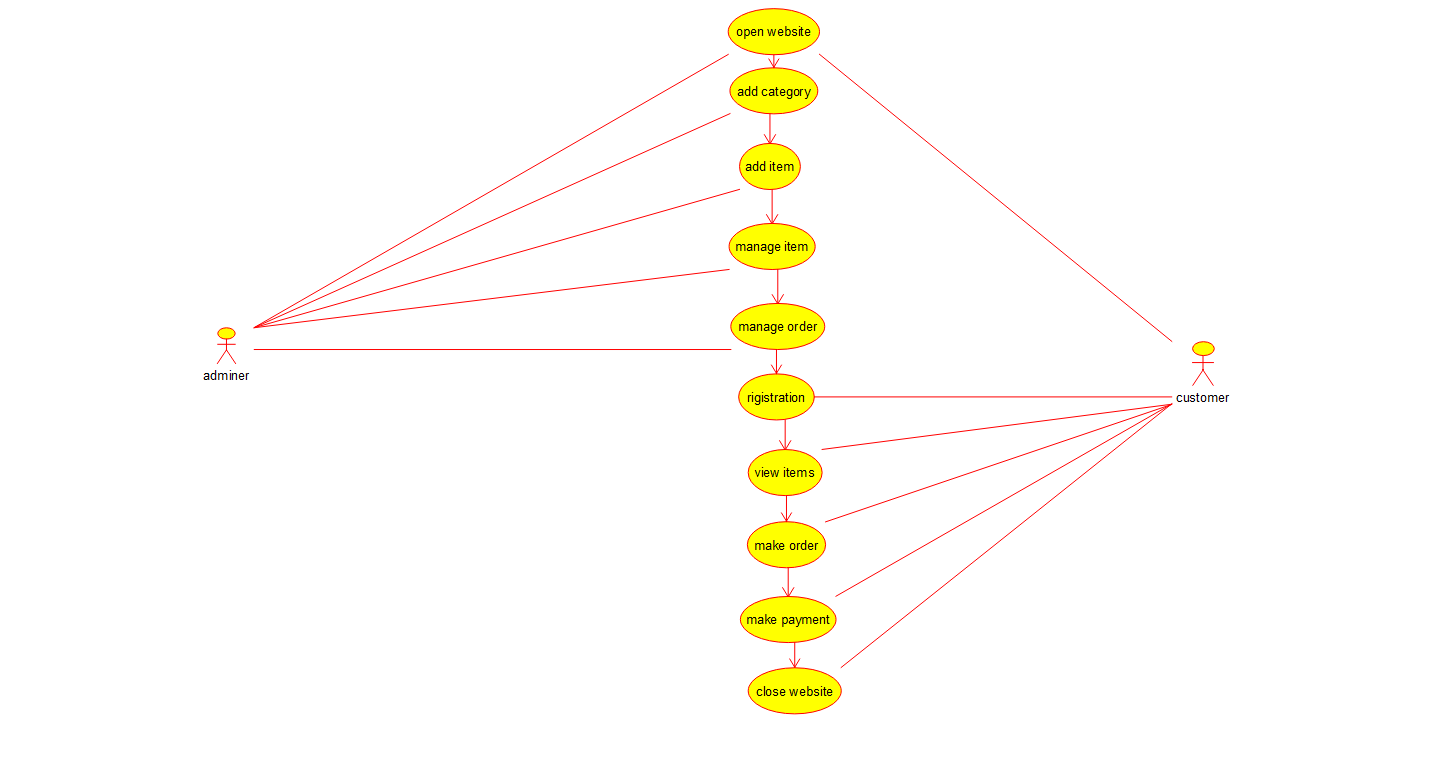 open website
add category
add item
manage item
manage order
adminer
rigistration
customer
view items
make order
make payment
close website